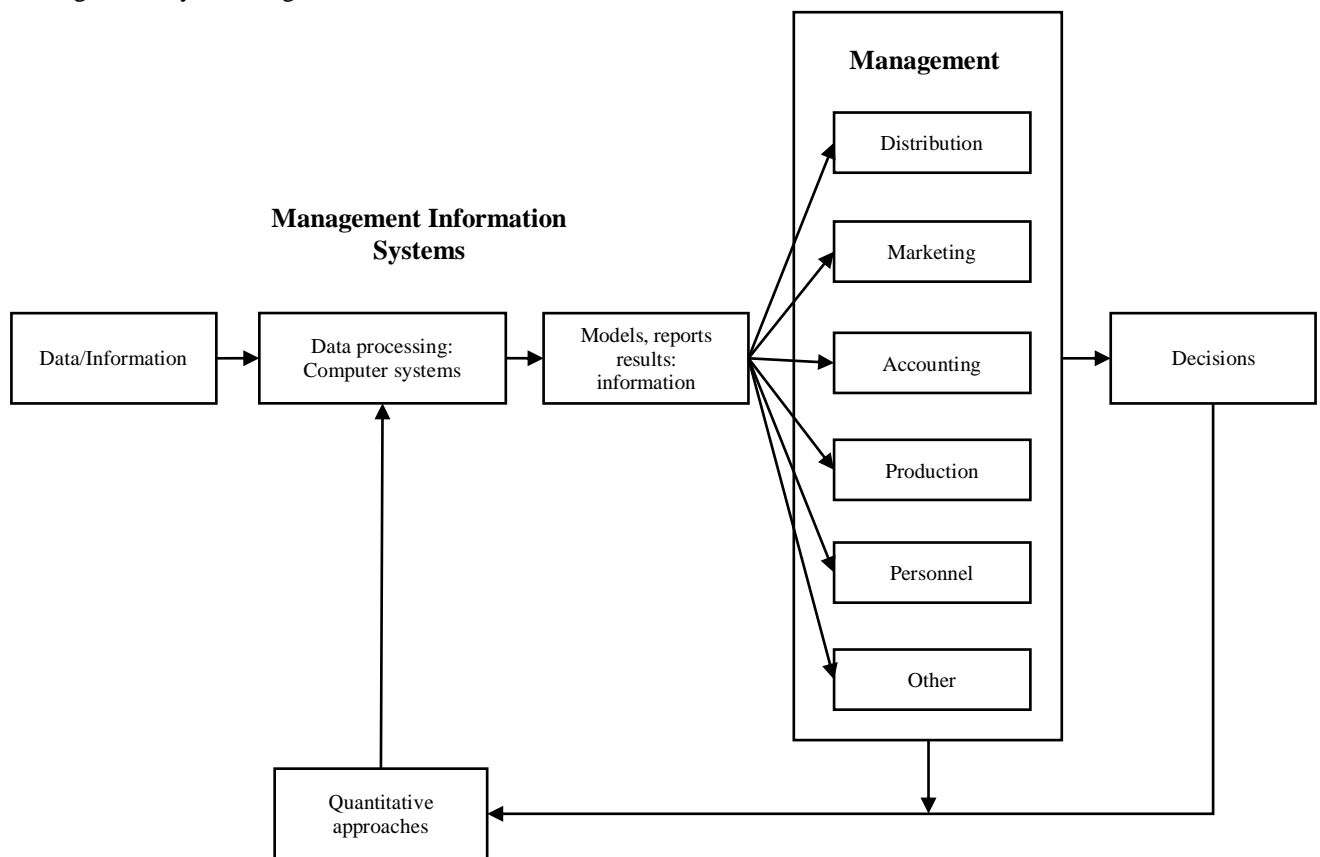 Management
Distribution
Management Information
Systems
Marketing
Data/Information
Data processing:
Computer systems
Models, reports
results:
information
Accounting
Decisions
Production
Personnel
Other
Quantitative
approaches